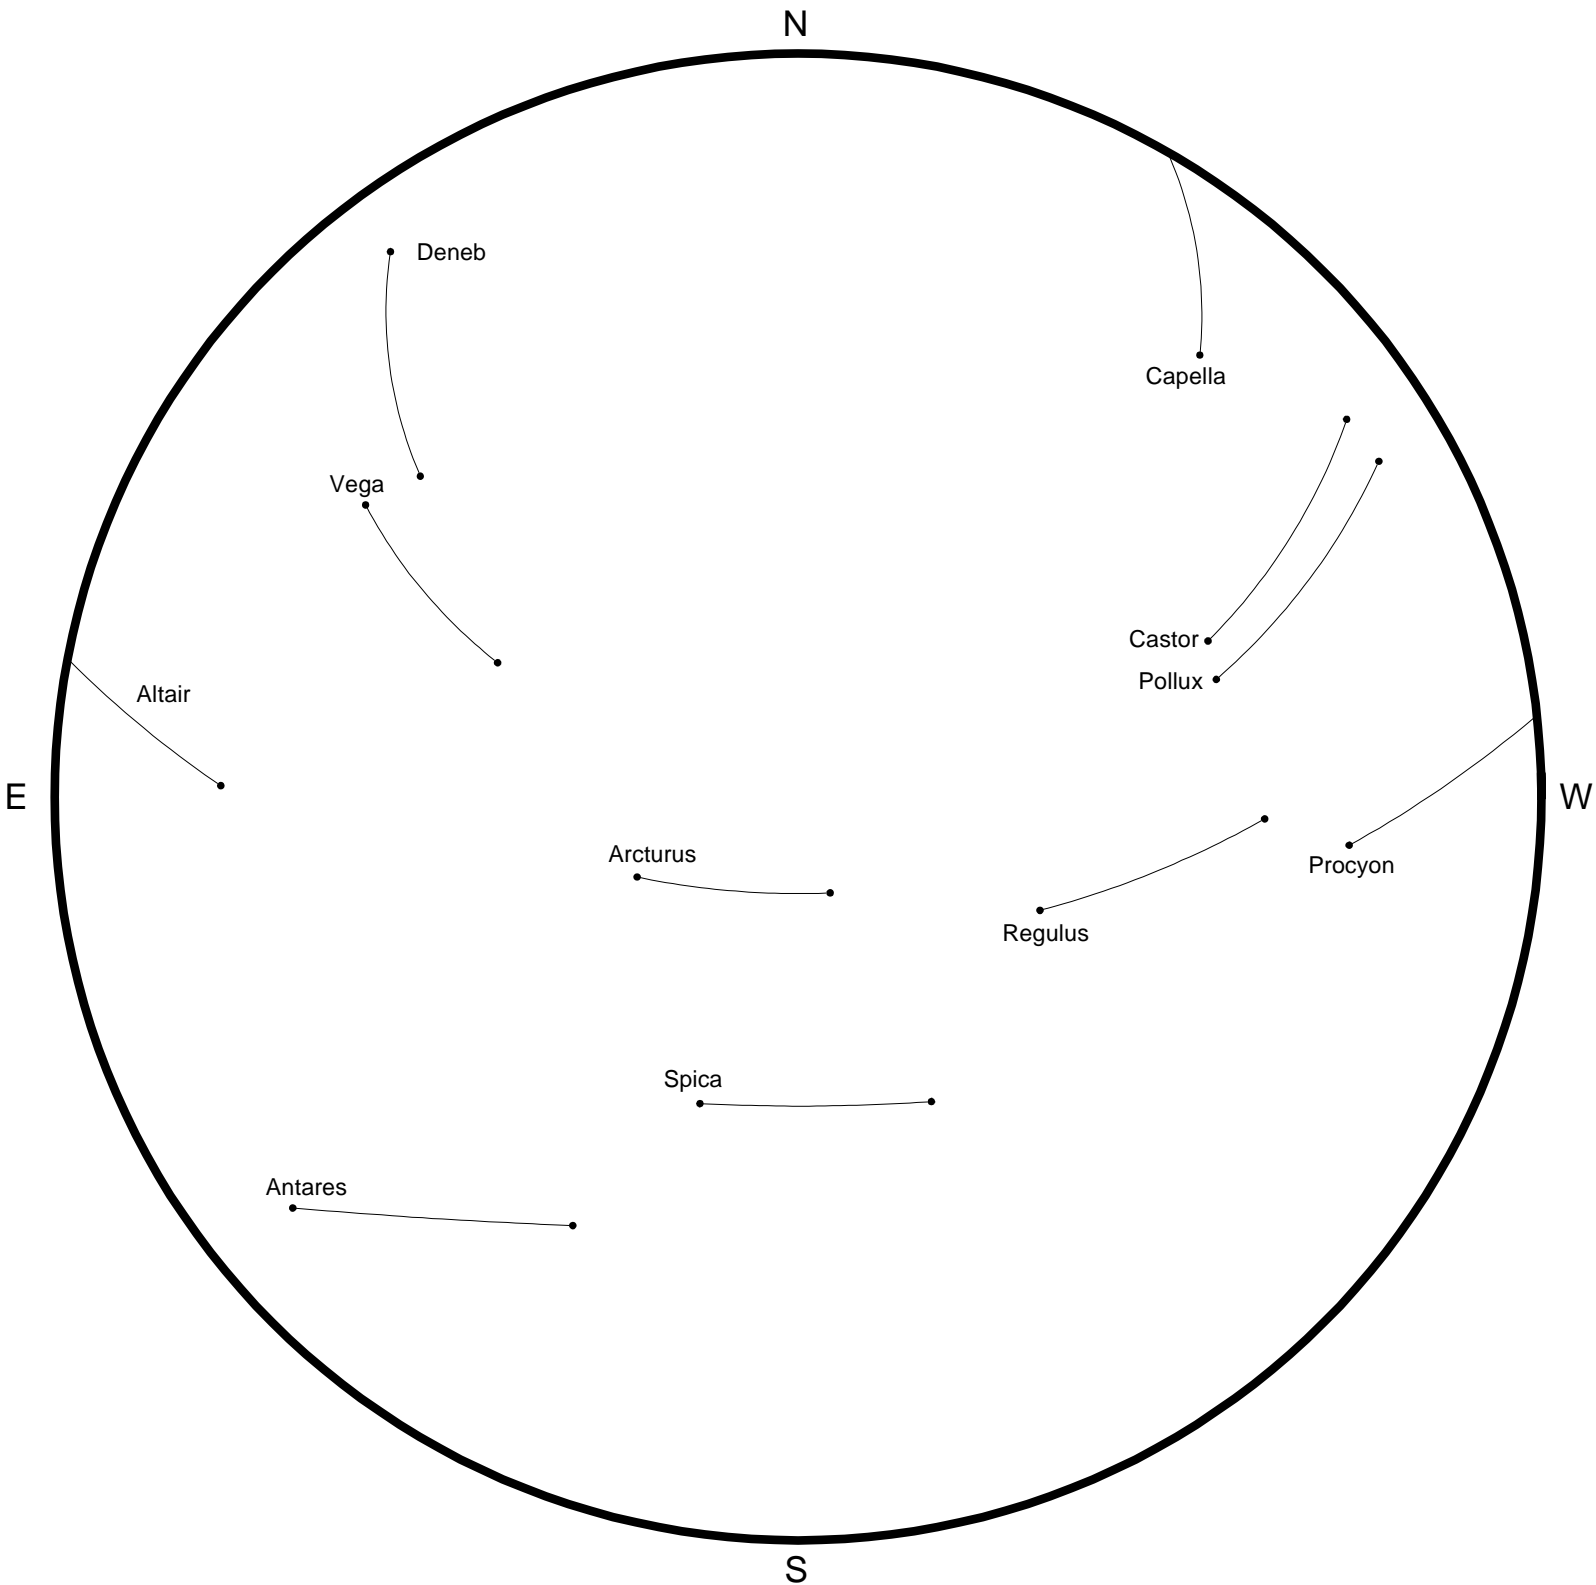 N
Deneb
Capella
Vega
Castor
Pollux
Altair
E
W
Arcturus
Procyon
Regulus
Spica
Antares
S